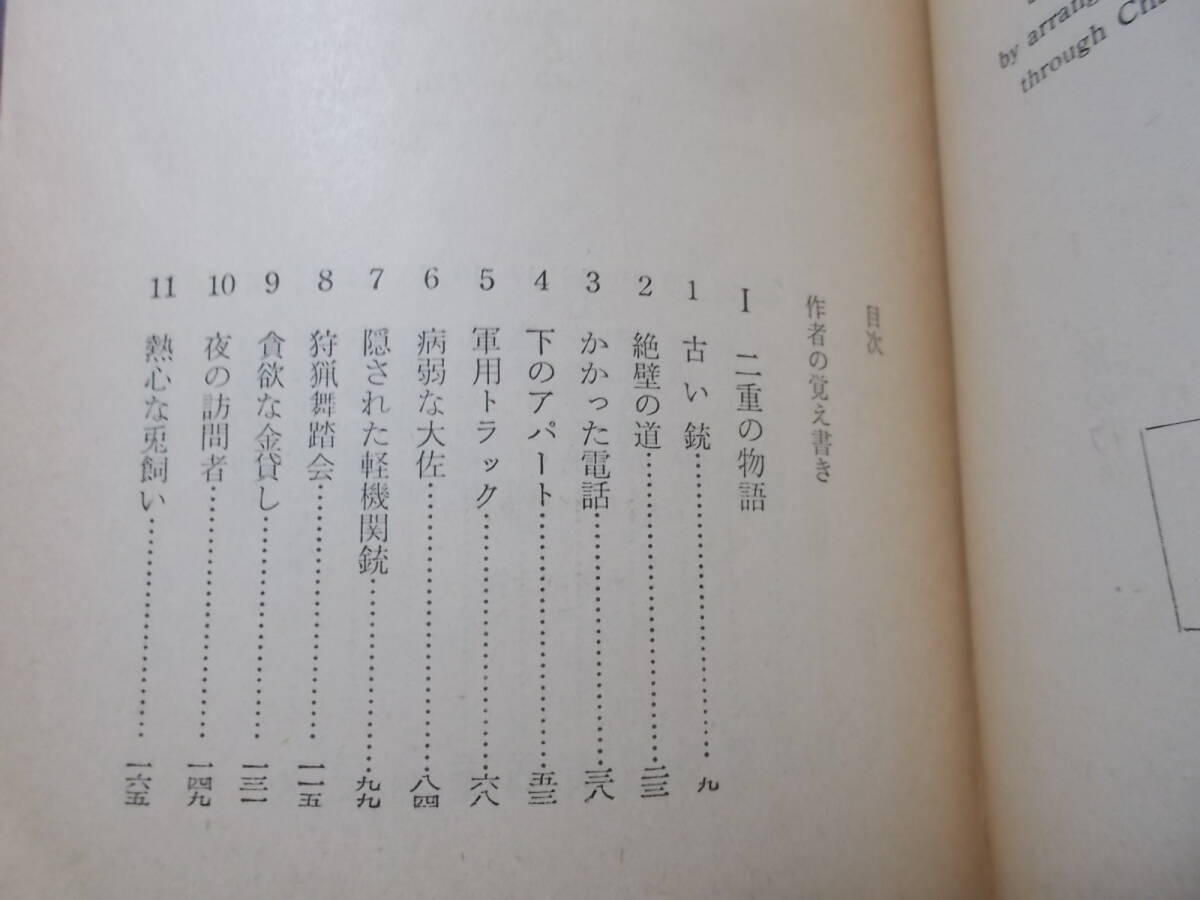 by arrang
through Cha
目次
作者の覚え書き
I 二重の物語
1 古い銃…………………………九
2 絶壁の道…………………………二三
3 かかった電話…………………………三八
4 下のアパート…………………………五三
5 軍用トラック…………………………六八
6 病弱な大佐…………………………八四
7 隠された軽機関銃…………………………九九
8 狩猟舞踏会…………………………一一五
9 貪欲な金貸し…………………………一三一
10 夜の訪問者…………………………一四九
11 熱心な兎飼い…………………………一六五